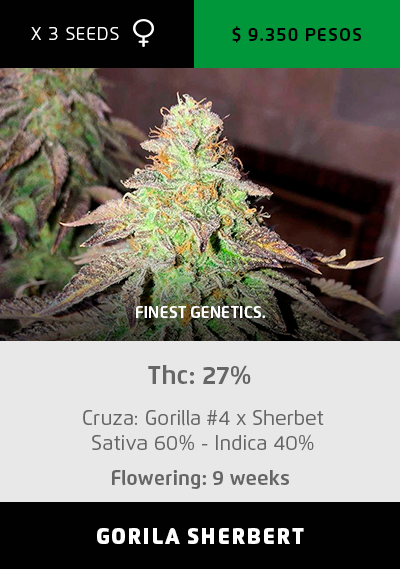 X 3 SEEDS
$ 9.350 PESOS
FINEST GENETICS.
Thc: 27%
Cruza: Gorilla #4 x Sherbet
Sativa 60% - Indica 40%
Flowering: 9 weeks
GORILA SHERBERT